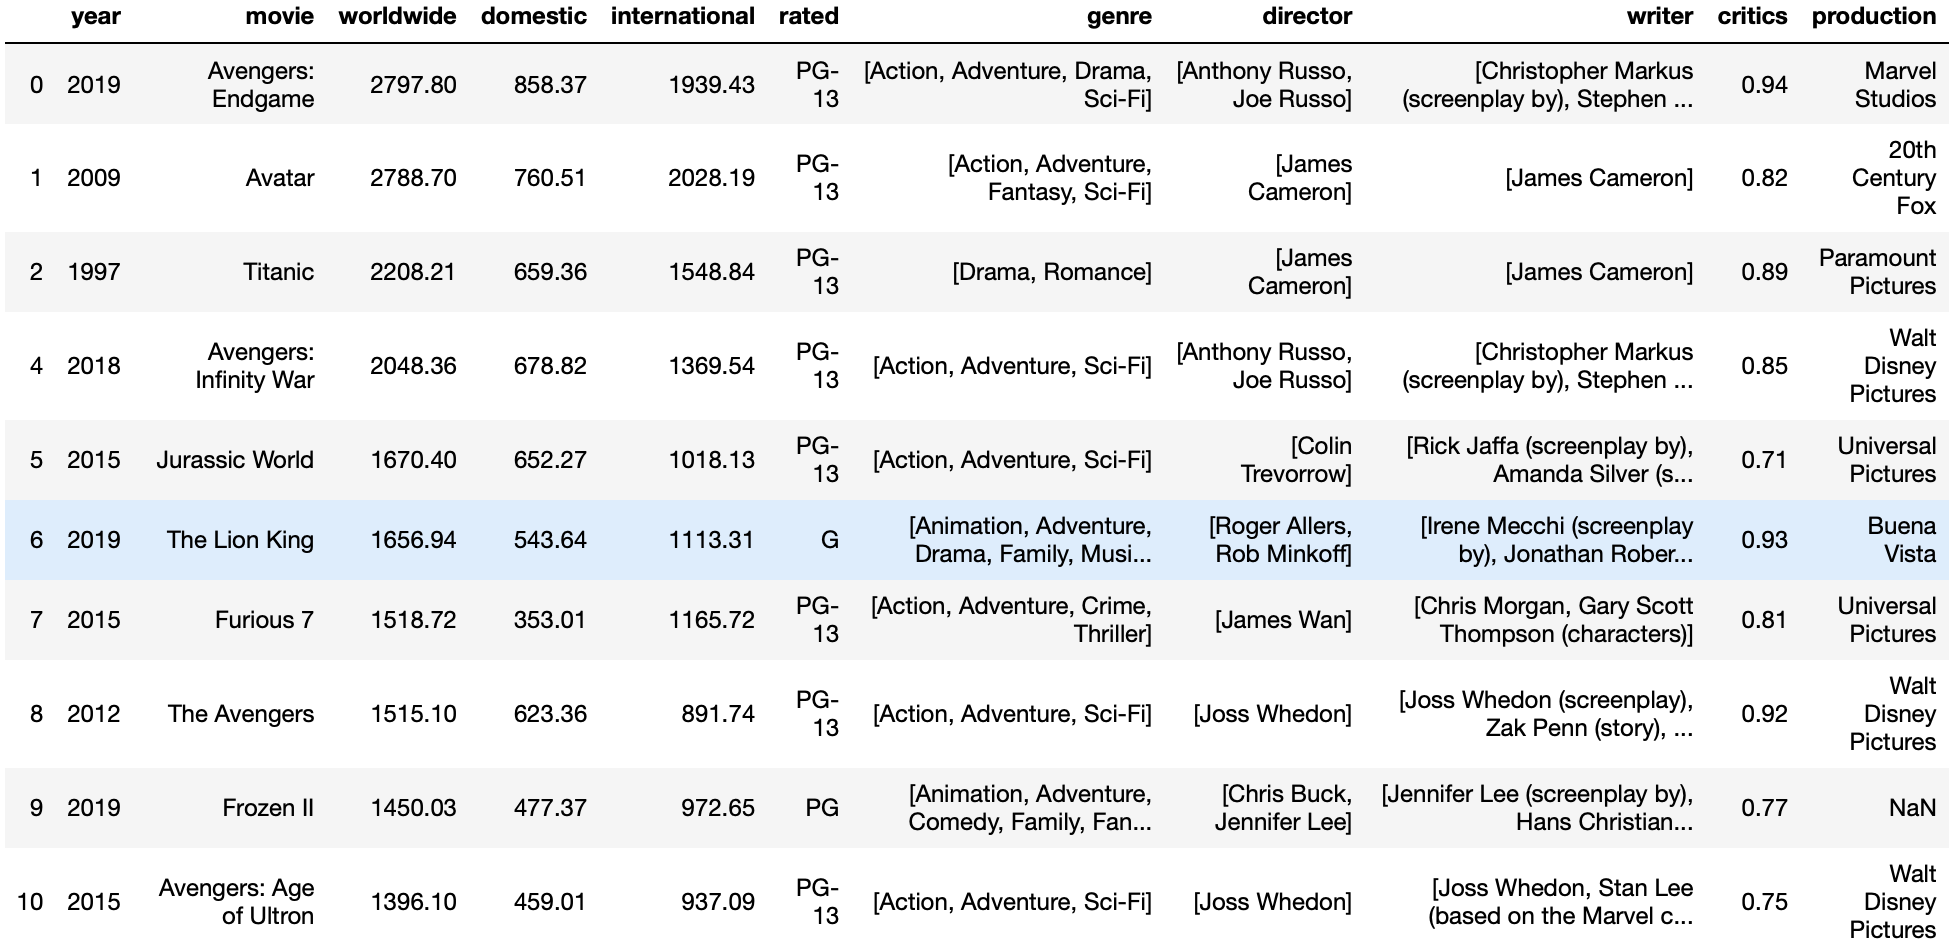 year movie worldwide domestic international rated genre director writer critics production
0 2019 Avengers: Endgame 2797.80 858.37 1939.43 PG-13 [Action, Adventure, Drama, Sci-Fi] [Anthony Russo, Joe Russo] [Christopher Markus (screenplay by), Stephen ... 0.94 Marvel Studios
1 2009 Avatar 2788.70 760.51 2028.19 PG-13 [Action, Adventure, Fantasy, Sci-Fi] [James Cameron] [James Cameron] 0.82 20th Century Fox
2 1997 Titanic 2208.21 659.36 1548.84 PG-13 [Drama, Romance] [James Cameron] [James Cameron] 0.89 Paramount Pictures
4 2018 Avengers: Infinity War 2048.36 678.82 1369.54 PG-13 [Action, Adventure, Sci-Fi] [Anthony Russo, Joe Russo] [Christopher Markus (screenplay by), Stephen ... 0.85 Walt Disney Pictures
5 2015 Jurassic World 1670.40 652.27 1018.13 PG-13 [Action, Adventure, Sci-Fi] [Colin Trevorrow] [Rick Jaffa (screenplay by), Amanda Silver (s... 0.71 Universal Pictures
6 2019 The Lion King 1656.94 543.64 1113.31 G [Animation, Adventure, Drama, Family, Musi... [Roger Allers, Rob Minkoff] [Irene Mecchi (screenplay by), Jonathan Rober... 0.93 Buena Vista
7 2015 Furious 7 1518.72 353.01 1165.72 PG-13 [Action, Adventure, Crime, Thriller] [James Wan] [Chris Morgan, Gary Scott Thompson (characters)] 0.81 Universal Pictures
8 2012 The Avengers 1515.10 623.36 891.74 PG-13 [Action, Adventure, Sci-Fi] [Joss Whedon] [Joss Whedon (screenplay), Zak Penn (story), ... 0.92 Walt Disney Pictures
9 2019 Frozen II 1450.03 477.37 972.65 PG [Animation, Adventure, Comedy, Family, Fan... [Chris Buck, Jennifer Lee] [Jennifer Lee (screenplay by), Hans Christian... 0.77 NaN
10 2015 Avengers: Age of Ultron 1396.10 459.01 937.09 PG-13 [Action, Adventure, Sci-Fi] [Joss Whedon] [Joss Whedon, Stan Lee (based on the Marvel c... 0.75 Walt Disney Pictures